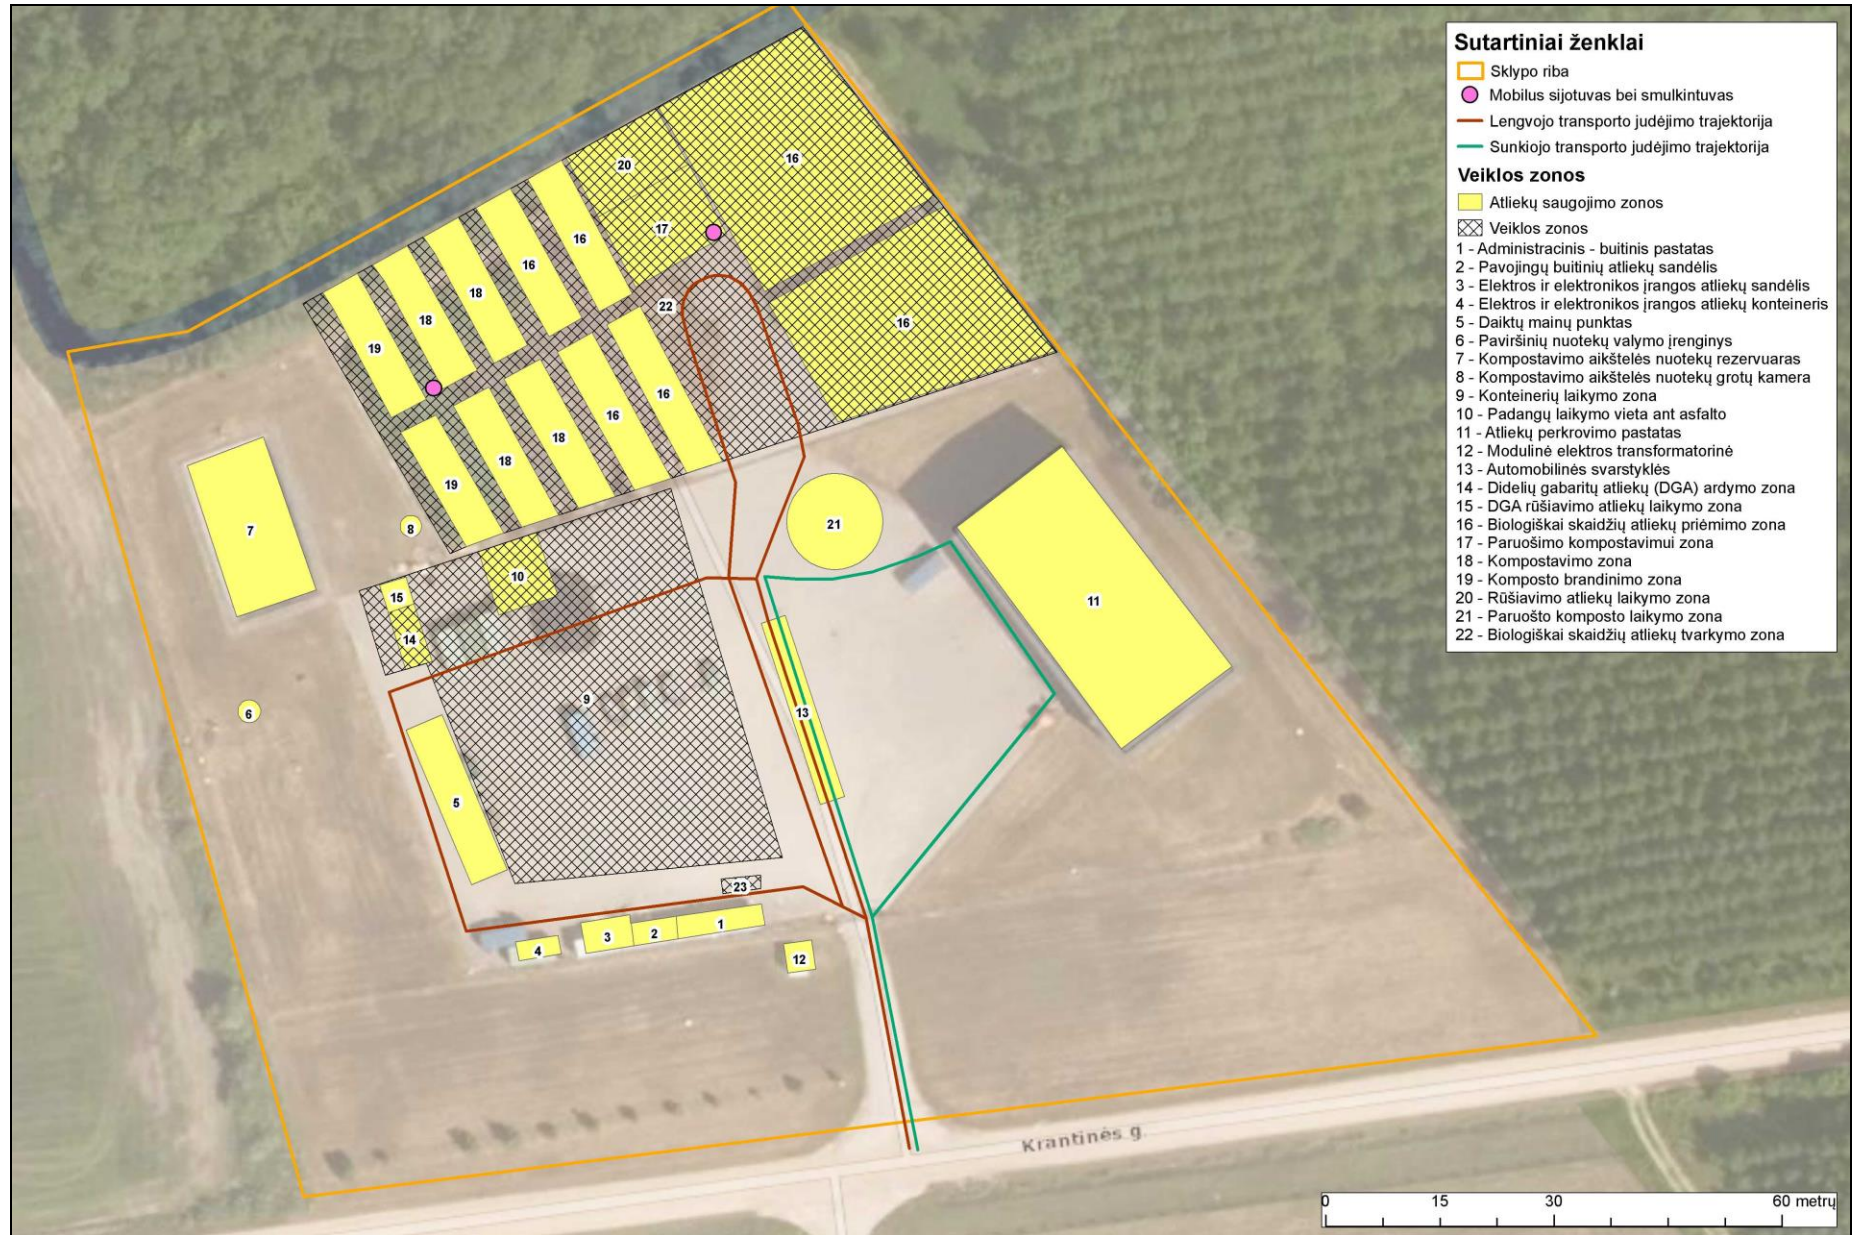 Sutartiniai ženklai
Sklypo riba
Mobilus sijotuvas bei smulkintuvas
Lengvojo transporto judėjimo trajektorija
Sunkiojo transporto judėjimo trajektorija
Veiklos zonos
Atliekų saugojimo zonos
Veiklos zonos
1 - Administracinis - buitinis pastatas
2 - Pavojingų buitinių atliekų sandėlis
3 - Elektros ir elektronikos įrangos atliekų sandėlis
4 - Elektros ir elektronikos įrangos atliekų konteineris
5 - Daiktų mainų punktas
6 - Paviršinių nuotekų valymo įrenginys
7 - Kompostavimo aikštelės nuotekų rezervuaras
8 - Kompostavimo aikštelės nuotekų grotų kamera
9 - Konteinerių laikymo zona
10 - Padangų laikymo vieta ant asfalto
11 - Atliekų perkrovimo pastatas
12 - Modulinė elektros transformatorinė
13 - Automobilinės svarstyklės
14 - Didelių gabaritų atliekų (DGA) ardymo zona
15 - DGA rūšiavimo atliekų laikymo zona
16 - Biologiškai skaidžių atliekų priėmimo zona
17 - Paruošimo kompostavimui zona
18 - Kompostavimo zona
19 - Komposto brandinimo zona
20 - Rūšiavimo atliekų laikymo zona
21 - Paruošto komposto laikymo zona
22 - Biologiškai skaidžių atliekų tvarkymo zona
16
20
17
16
16
18
22
18
16
19
16
16
18
18
19
21
7
8
10
15
11
14
9
6
13
5
23
1
2
3
4
12
Krantinės g.
0 15 30 60 metrų